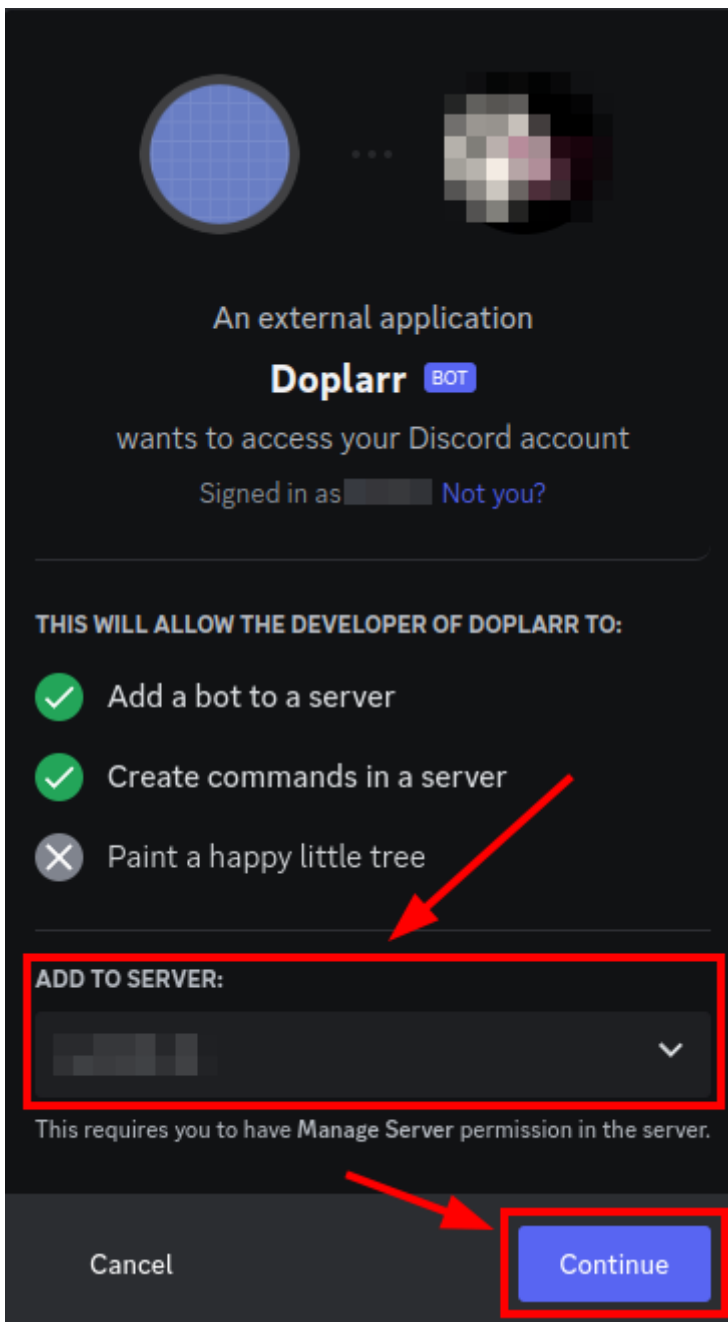 An external application
Doplarr BOT
wants to access your Discord account
Signed in as Not you?
THIS WILL ALLOW THE DEVELOPER OF DOPLARR TO:
Add a bot to a server
Create commands in a server
Paint a happy little tree
ADD TO SERVER:
This requires you to have Manage Server permission in the server.
Cancel Continue